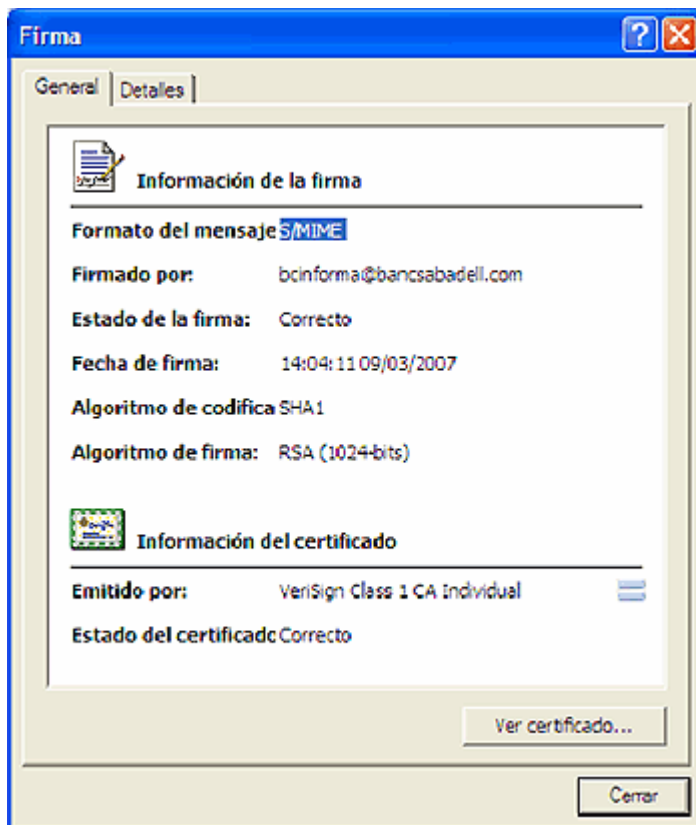 Firma
General Detalles
Información de la firma
Formato del mensaje S/MIME
Firmado por: bcinforma@bancsabadell.com
Estado de la firma: Correcto
Fecha de firma: 14:04:11 09/03/2007
Algoritmo de codifica SHA1
Algoritmo de firma: RSA (1024-bits)
Información del certificado
Emitido por: VeriSign Class 1 CA Individual
Estado del certificado Correcto
Ver certificado...
Cerrar